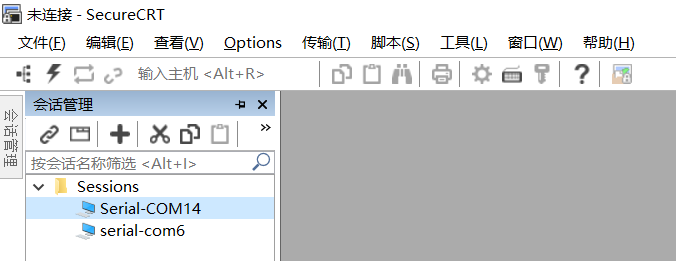 未连接 - SecureCRT
文件(F) 编辑(E) 查看(V) Options 传输(T) 脚本(S) 工具(L) 窗口(W) 帮助(H)
输入主机 <Alt+R>
会话管理
会话管理
按会话名称筛选 <Alt+I>
Sessions
Serial-COM14
serial-com6